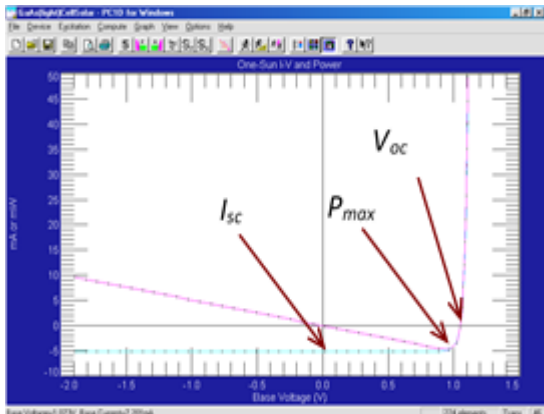 GaAs(light)CellSolar - PC1D for Windows
File Device Excitation Compute Graph View Options Help
One-Sun I-V and Power
50
45
40
35
30
25
20
15
10
5
0
-5
-10
mA or mW
Voc
Isc
Pmax
-2.0 -1.5 -1.0 -0.5 0.0 0.5 1.0 1.5
Base Voltage (V)
elements